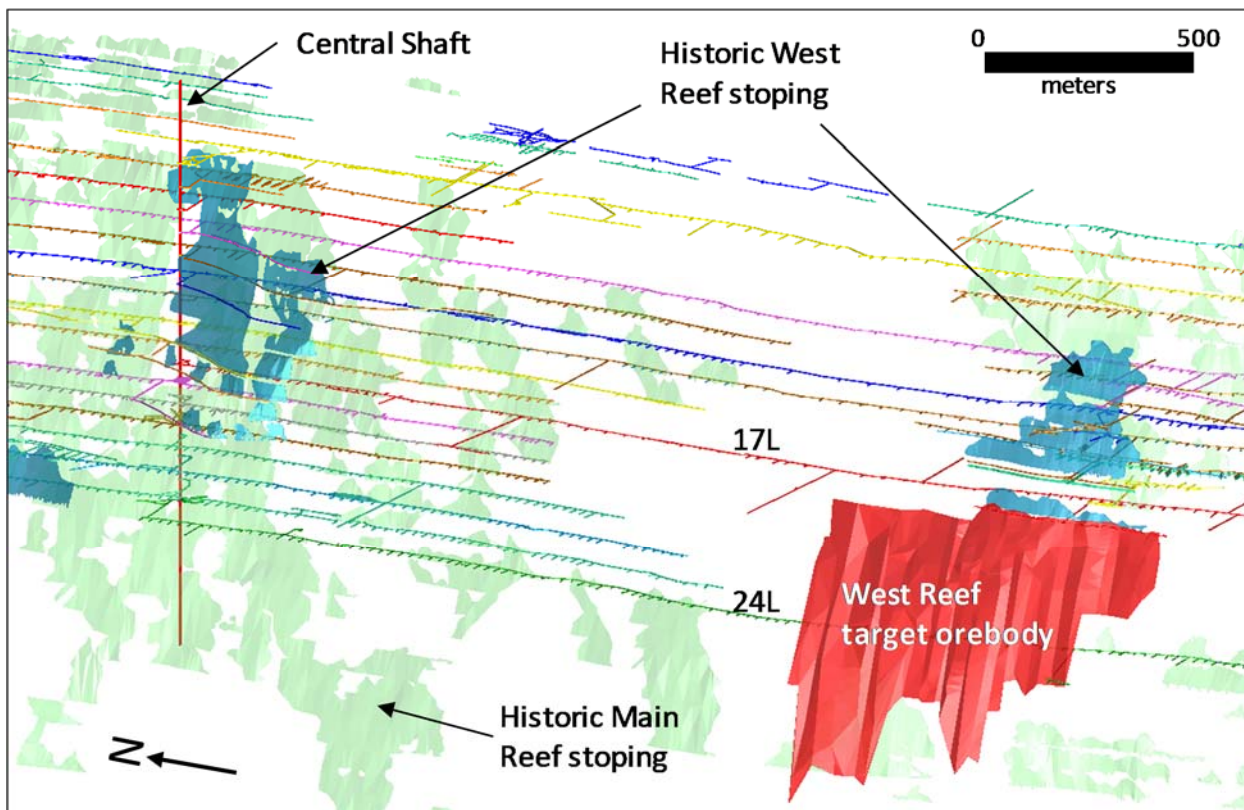 Central Shaft
Historic West
Reef stoping
0 500
meters
17L
24L
West Reef
target orebody
Historic Main
Reef stoping
N